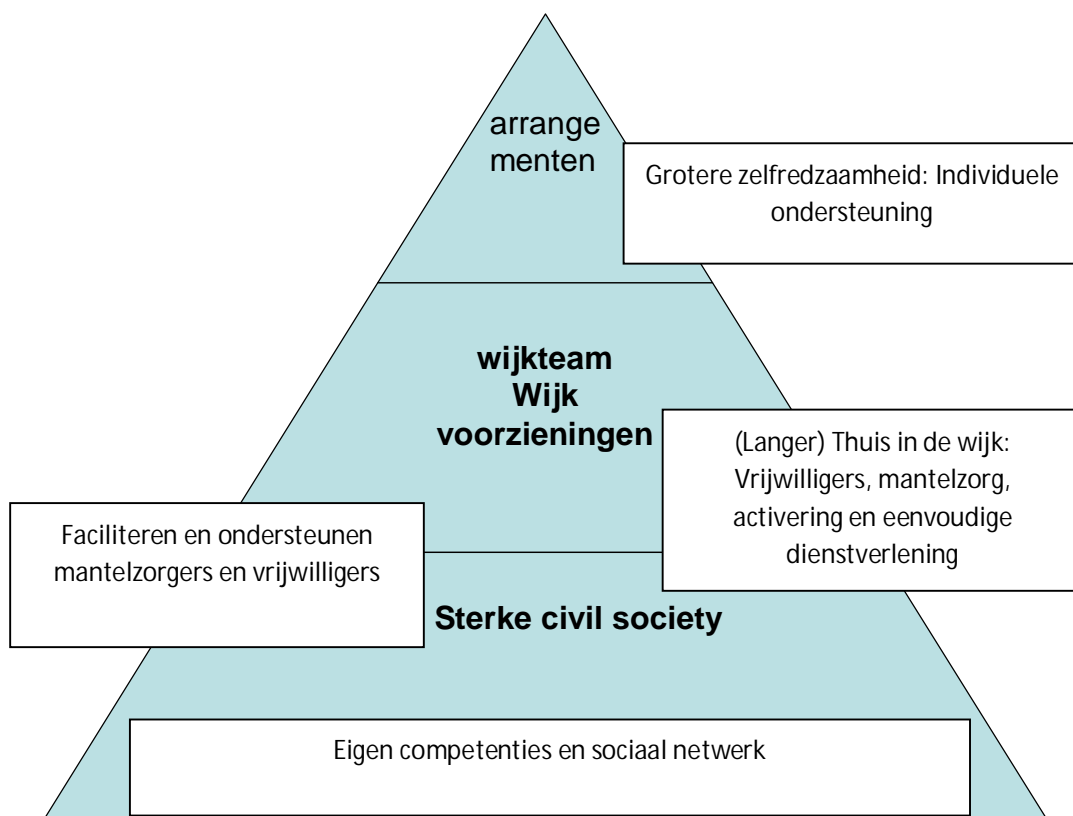 arrange
menten
Grotere zelfredzaamheid: Individuele
ondersteuning
wijkteam
Wijk
voorzieningen
(Langer) Thuis in de wijk:
Vrijwilligers, mantelzorg,
activering en eenvoudige
dienstverlening
Faciliteren en ondersteunen
mantelzorgers en vrijwilligers
Sterke civil society
Eigen competenties en sociaal netwerk